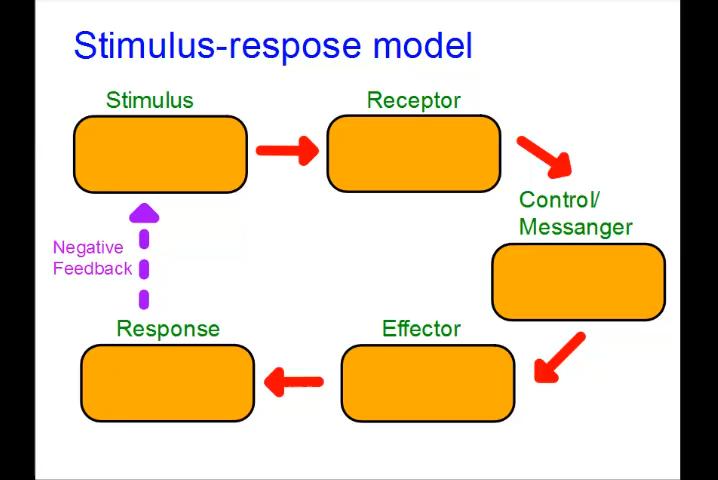 Stimulus-respose model
Stimulus
Receptor
Control/
Messanger
Negative
Feedback
Response
Effector